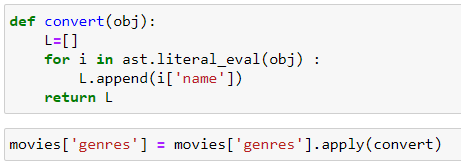 def convert(obj):
    L=[]
    for i in ast.literal_eval(obj) :
        L.append(i['name'])
    return L
movies['genres'] = movies['genres'].apply(convert)